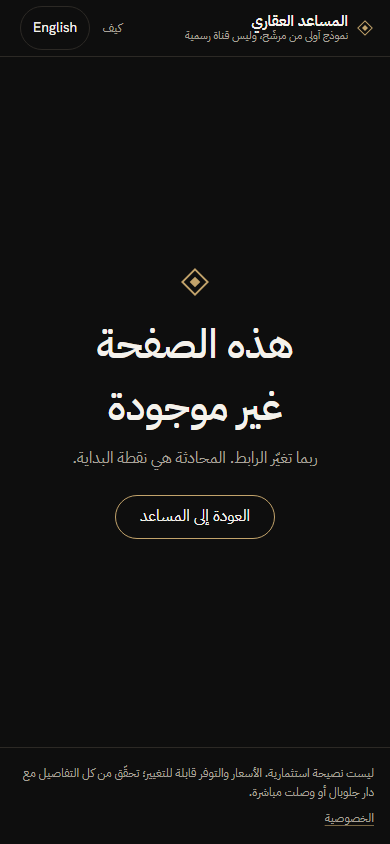 المساعد العقاري
نموذج أولي من مرشّح، وليس قناة رسمية
كيف
English
هذه الصفحة
غير موجودة
ربما تغيّر الرابط. المحادثة هي نقطة البداية.
العودة إلى المساعد
ليست نصيحة استثمارية. الأسعار والتوفر قابلة للتغيير؛ تحقّق من كل التفاصيل مع
دار جلوبال أو وصلت مباشرة.
الخصوصية